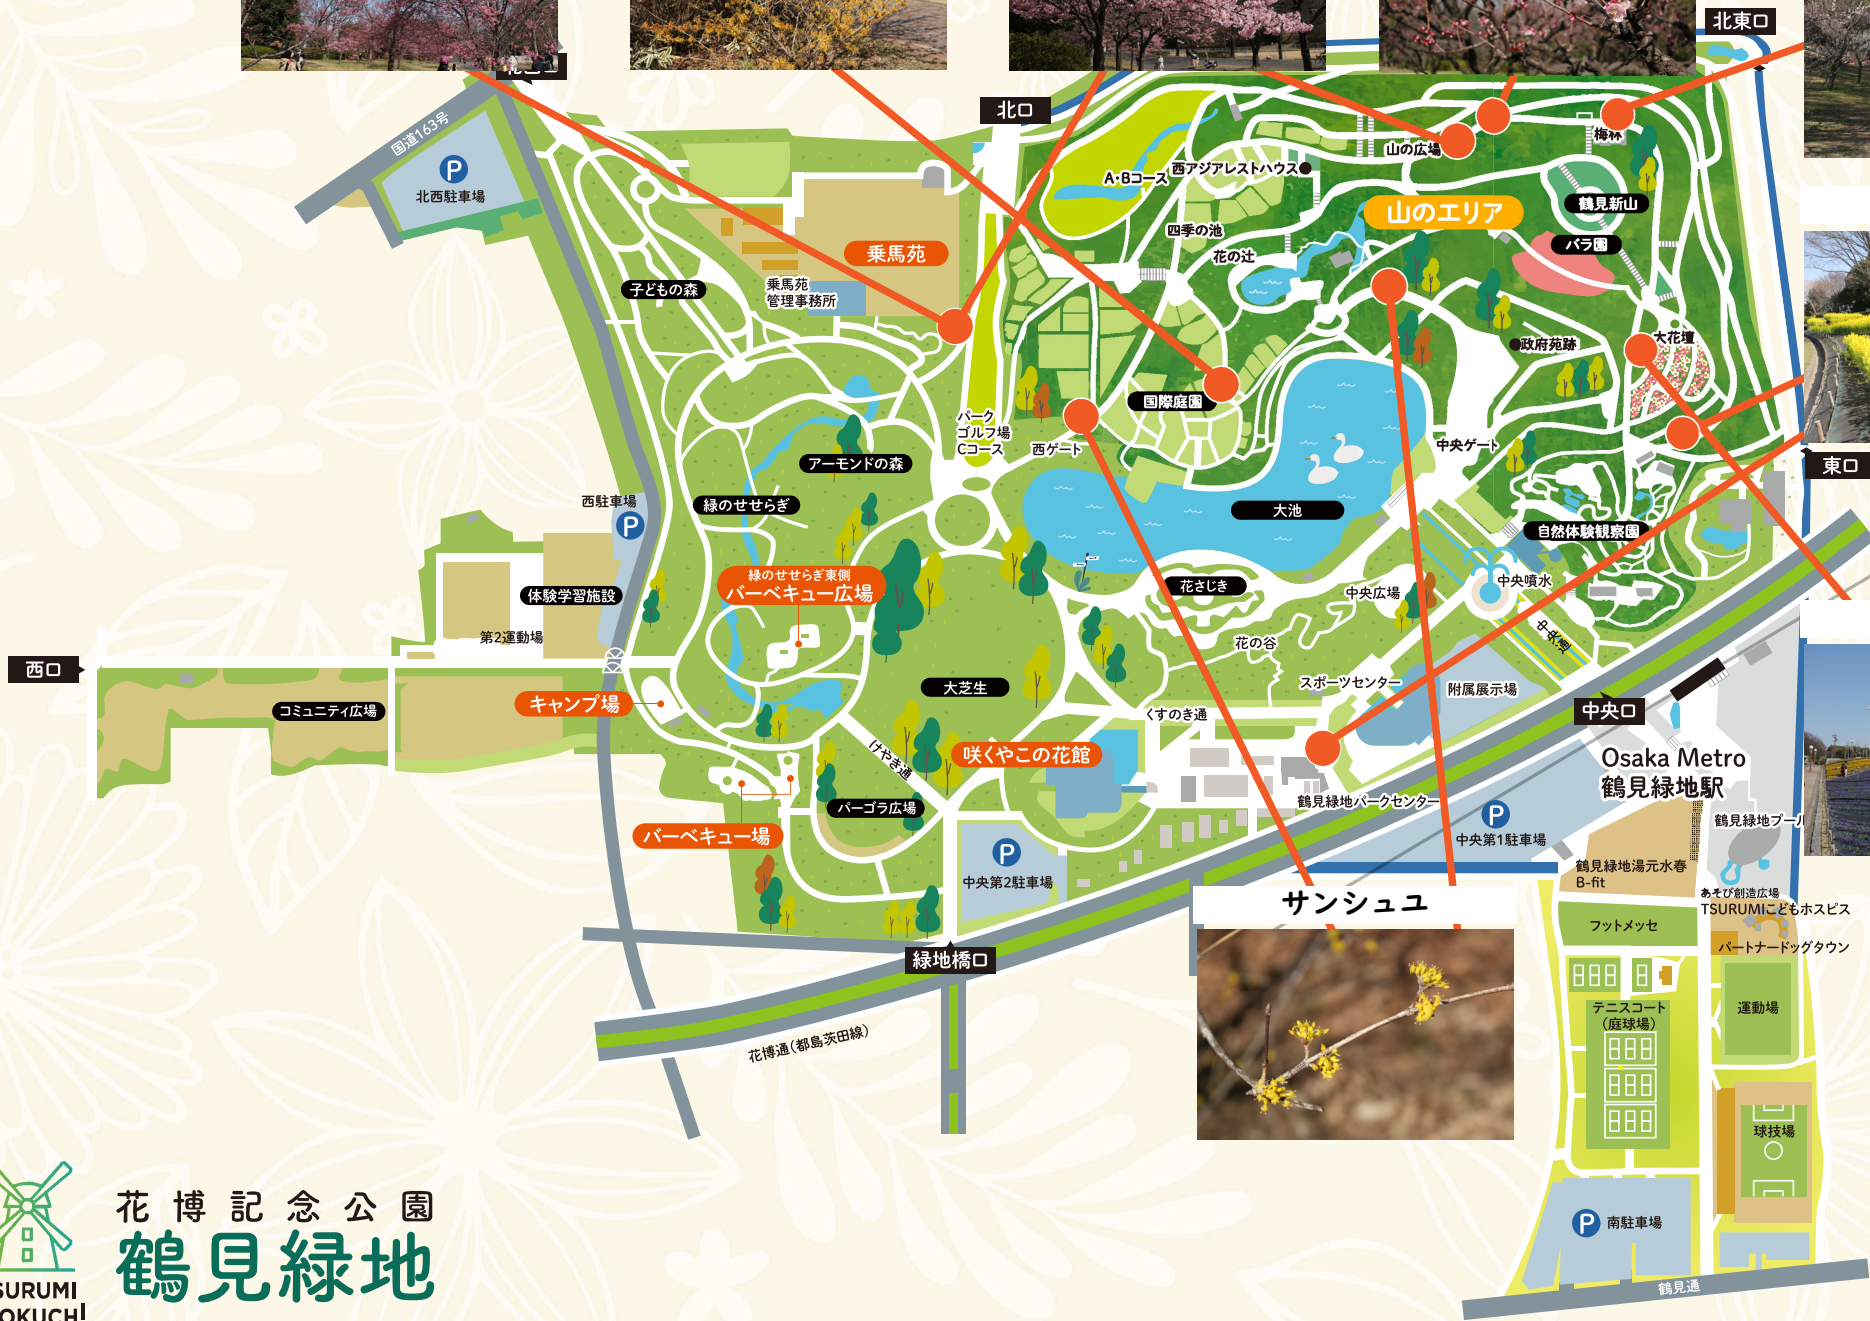 北東口
北口
国道163号
北西駐車場
梅林
山の広場
西アジアレストハウス
A・Bコース
鶴見新山
山のエリア
四季の池
バラ園
乗馬苑
花の辻
子どもの森
乗馬苑
管理事務所
大花壇
政府苑跡
国際庭園
パーク
ゴルフ場
Cコース
西ゲート
中央ゲート
アーモンドの森
東口
西駐車場
緑のせせらぎ
大池
自然体験観察園
緑のせせらぎ東側
バーベキュー広場
花さじき
中央噴水
中央広場
体験学習施設
第2運動場
中央通
花の谷
西口
スポーツセンター
附属展示場
大芝生
キャンプ場
コミュニティ広場
くすのき通
中央口
けやき通
咲くやこの花館
Osaka Metro
鶴見緑地駅
鶴見緑地パークセンター
パーゴラ広場
鶴見緑地プール
バーベキュー場
P
中央第1駐車場
P
中央第2駐車場
鶴見緑地湯元水春
B-fit
あそび創造広場
TSURUMIこどもホスピス
サンシュユ
フットメッセ
パートナードッグタウン
緑地橋口
テニスコート
(庭球場)
運動場
花博通(都島茨田線)
球技場
P
南駐車場
鶴見通
花博記念公園
鶴見緑地
P
P